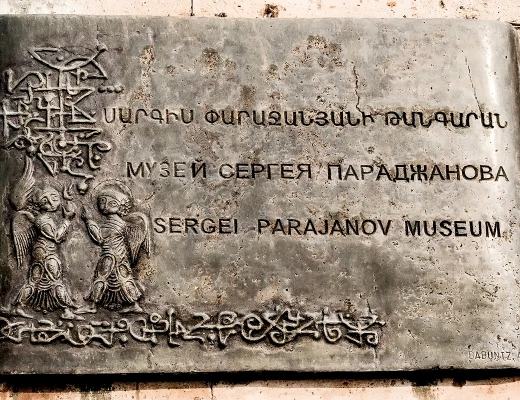 ՍԱՐԳԻՍ ՓԱՐԱՋԱՆՅԱՆԻ ԹԱՆԳԱՐԱՆ
МУЗЕЙ СЕРГЕЯ ПАРАДЖАНОВА
SERGEI PARAJANOV MUSEUM